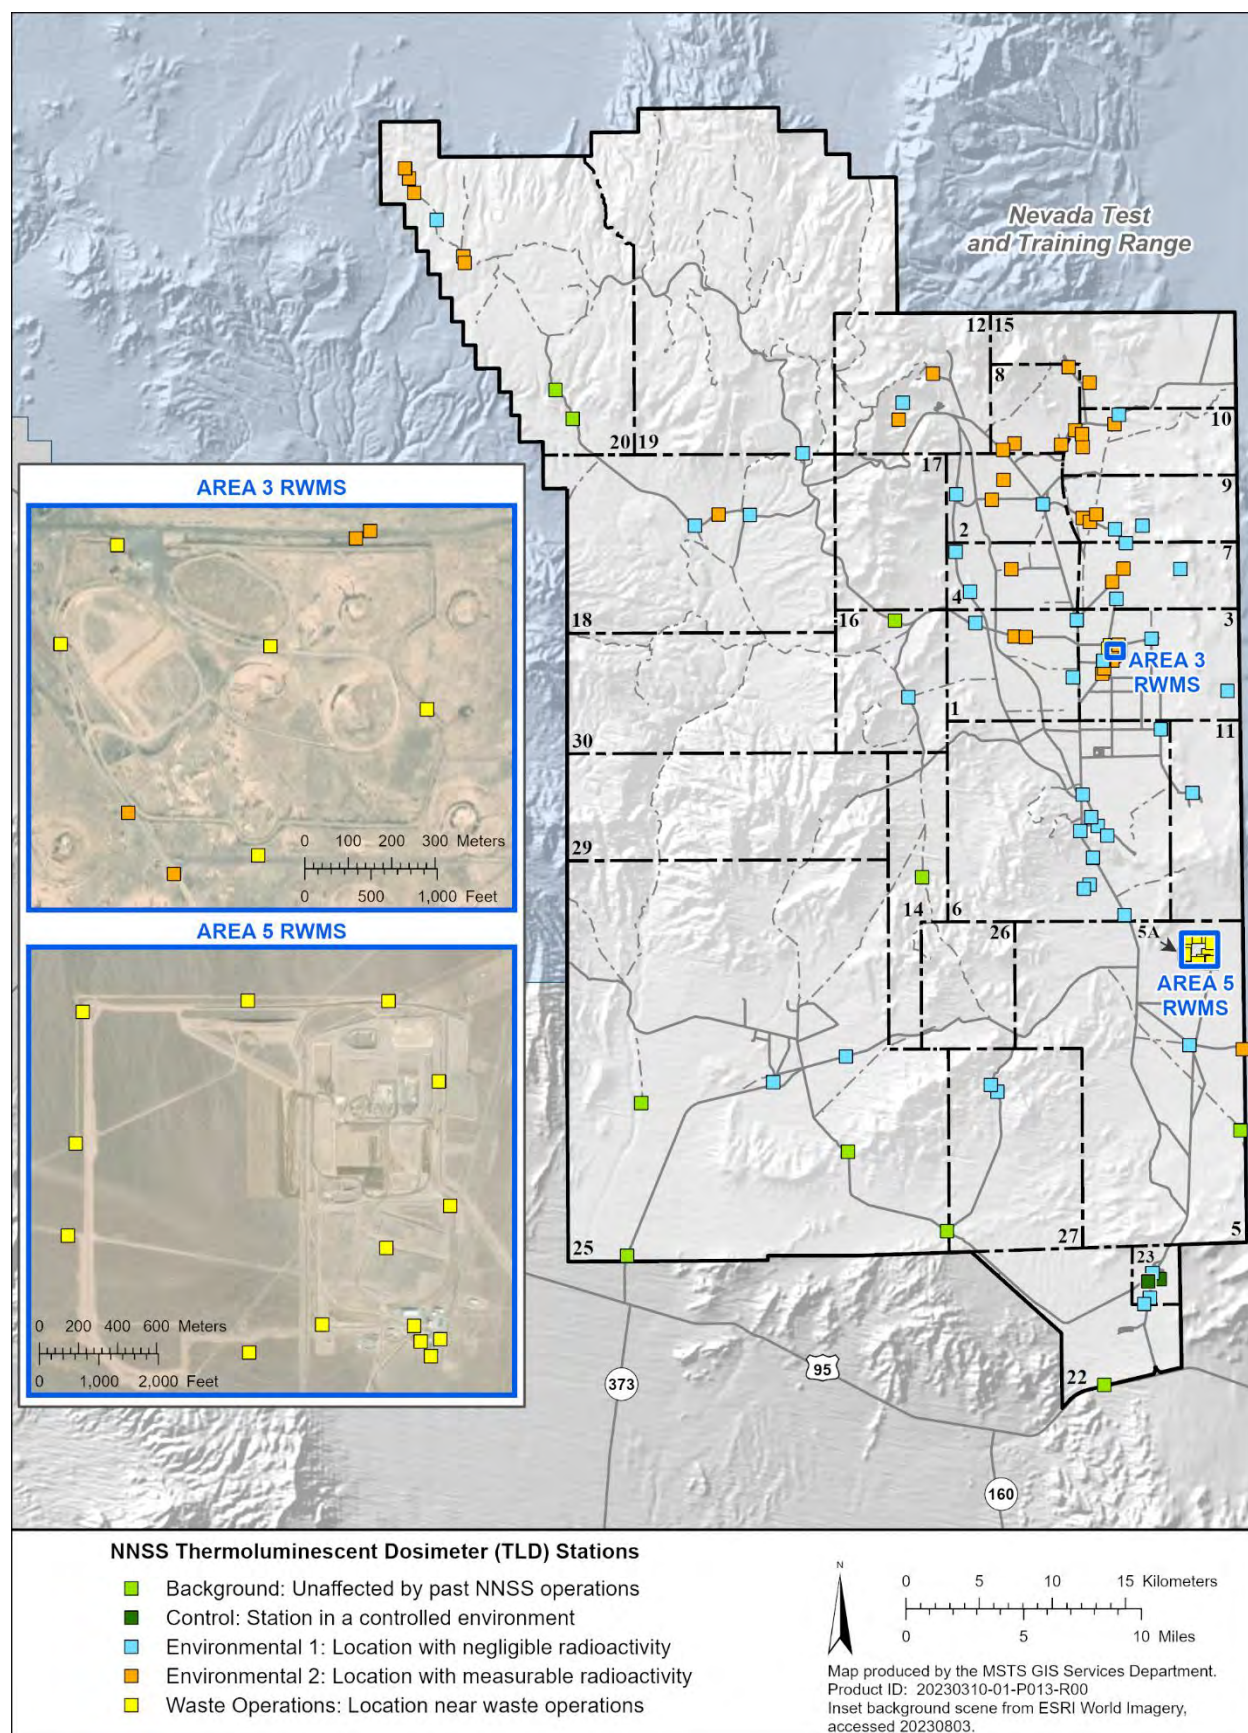 Nevada Test
and Training Range
12 15
8
10
20 19
17
9
2
7
18
16
4
3
AREA 3
RWMS
1
11
30
29
14
6
26
5A
AREA 5
RWMS
25
27
5
23
22
373
95
160
AREA 3 RWMS
0 100 200 300 Meters
0 500 1,000 Feet
AREA 5 RWMS
0 200 400 600 Meters
0 1,000 2,000 Feet
NNSS Thermoluminescent Dosimeter (TLD) Stations
Background: Unaffected by past NNSS operations
Control: Station in a controlled environment
Environmental 1: Location with negligible radioactivity
Environmental 2: Location with measurable radioactivity
Waste Operations: Location near waste operations
N
0 5 10 15 Kilometers
0 5 10 Miles
Map produced by the MSTS GIS Services Department.
Product ID: 20230310-01-P013-R00
Inset background scene from ESRI World Imagery,
accessed 20230803.